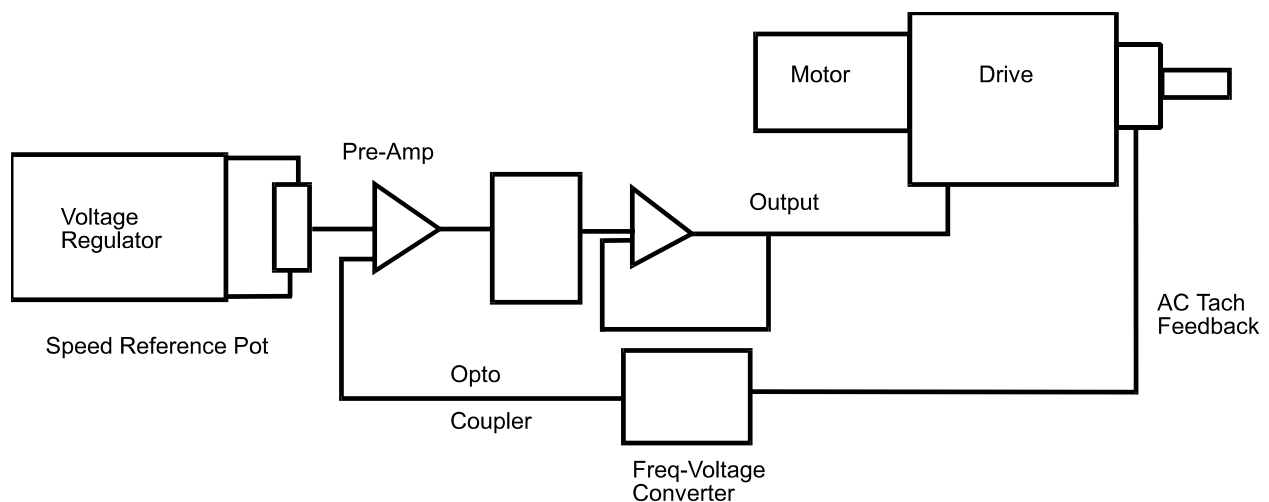 Motor
Drive
Pre-Amp
Voltage
Regulator
Output
AC Tach
Feedback
Speed Reference Pot
Opto
Coupler
Freq-Voltage
Converter